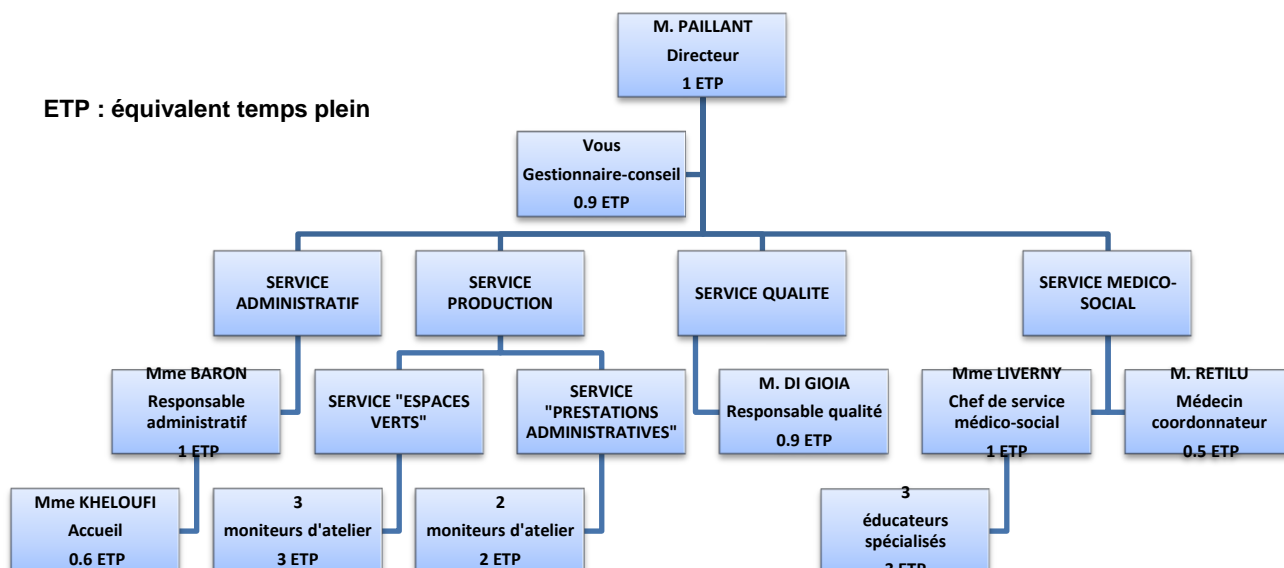 M. PAILLANT
Directeur
1 ETP
ETP : équivalent temps plein
Vous
Gestionnaire-conseil
0.9 ETP
SERVICE
ADMINISTRATIF
SERVICE
PRODUCTION
SERVICE QUALITE
SERVICE MEDICO-
SOCIAL
Mme BARON
Responsable
administratif
1 ETP
SERVICE "ESPACES
VERTS"
SERVICE
"PRESTATIONS
ADMINISTRATIVES"
M. DI GIOIA
Responsable qualité
0.9 ETP
Mme LIVERNY
Chef de service
médico-social
1 ETP
M. RETILU
Médecin
coordonnateur
0.5 ETP
Mme KHELOUFI
Accueil
0.6 ETP
3
moniteurs d'atelier
3 ETP
2
moniteurs d'atelier
2 ETP
3
éducateurs
spécialisés
ETP